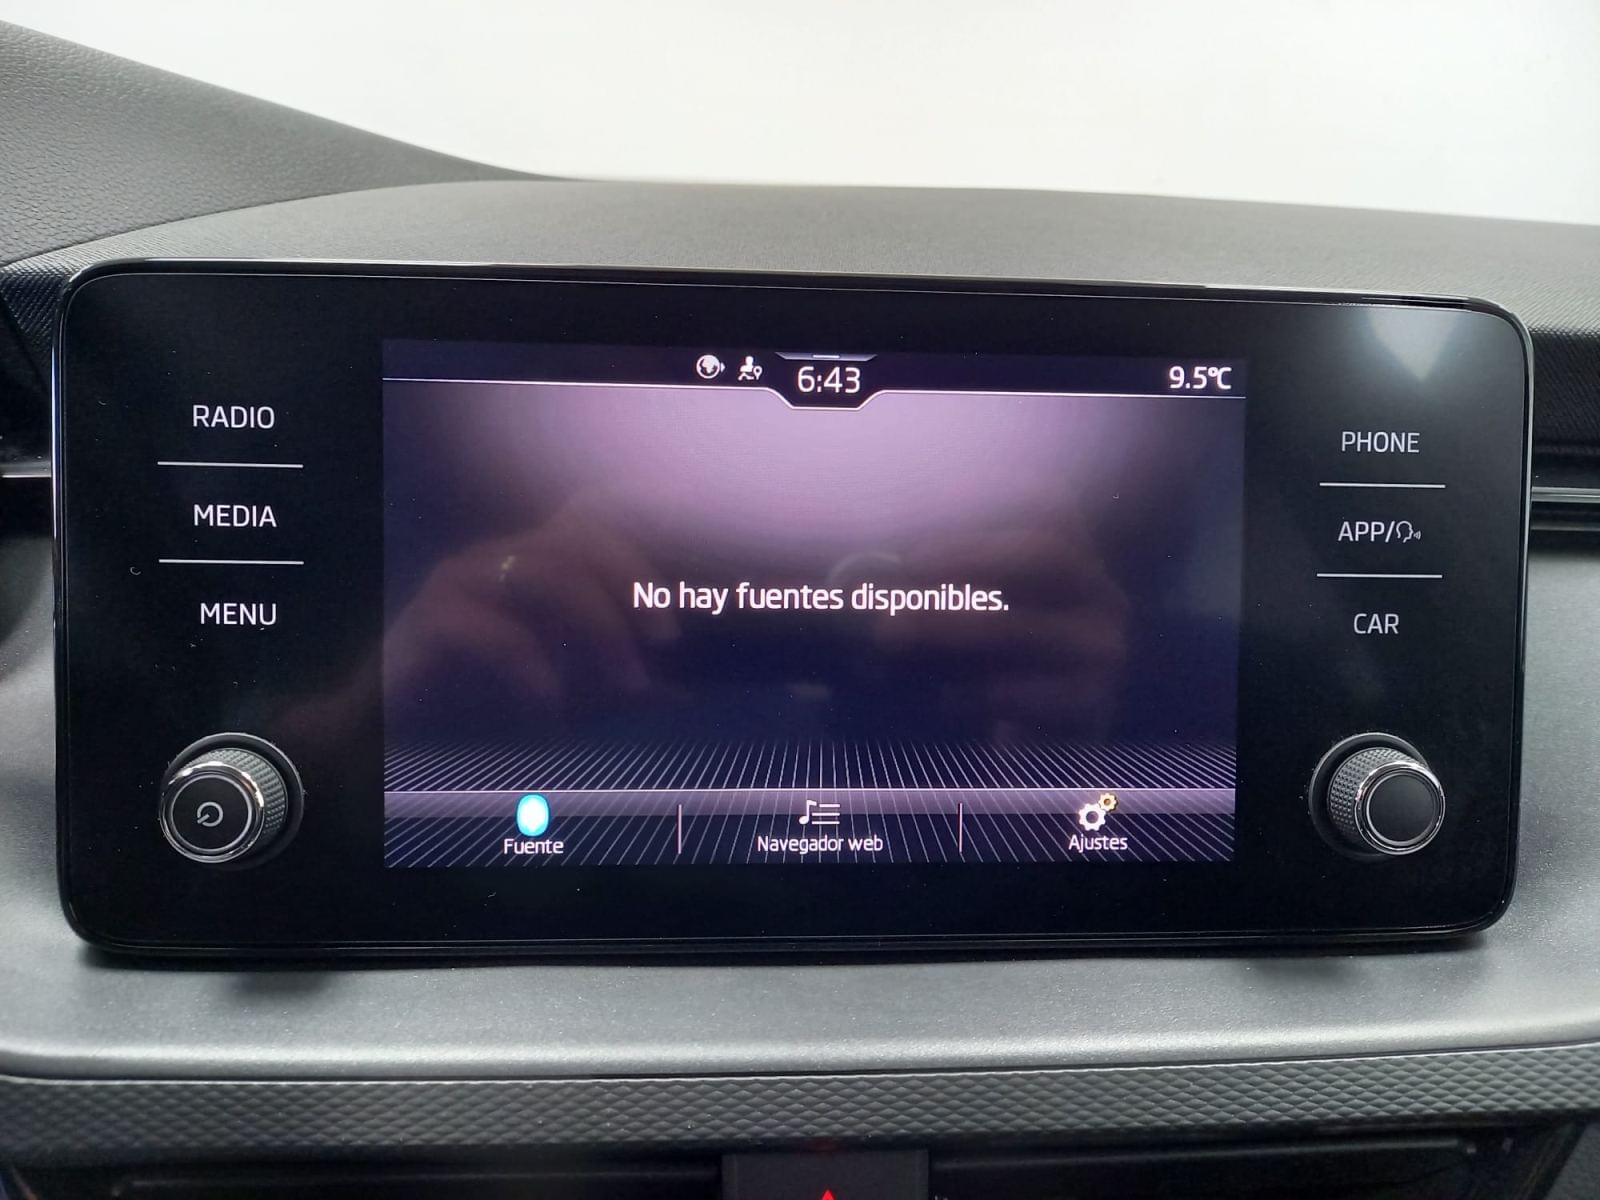 6:43
9.5°C
RADIO
MEDIA
MENU
No hay fuentes disponibles.
PHONE
APP/
CAR
Fuente
Navegador web
Ajustes